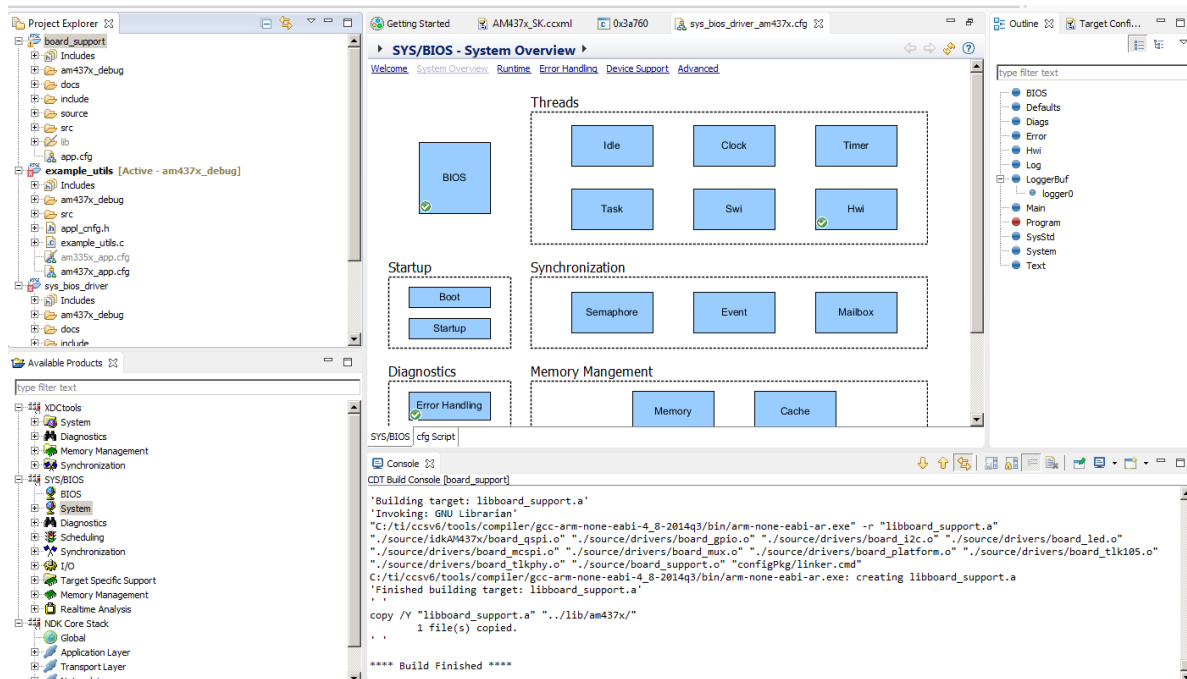 Project Explorer
board_support
Includes
am437x_debug
docs
include
source
src
lib
app.cfg
example_utils [Active - am437x_debug]
Includes
am437x_debug
src
appl_cnfg.h
example_utils.c
am335x_app.cfg
am437x_app.cfg
sys_bios_driver
Includes
am437x_debug
docs
include
Available Products
type filter text
XDCtools
System
Diagnostics
Memory Management
Synchronization
SYS/BIOS
BIOS
System
Diagnostics
Scheduling
Synchronization
I/O
Target Specific Support
Memory Management
Realtime Analysis
NDK Core Stack
Global
Application Layer
Transport Layer
Getting Started AM437x_SK.ccxml 0x3a760 sys_bios_driver_am437x.cfg
SYS/BIOS - System Overview
Welcome System Overview Runtime Error Handling Device Support Advanced
Threads
BIOS
Idle Clock Timer
Task Swi Hwi
Startup
Boot
Startup
Synchronization
Semaphore Event Mailbox
Diagnostics
Error Handling
Memory Mangement
Memory Cache
SYS/BIOS cfg Script
Console
CDT Build Console [board_support]
'Building target: libboard_support.a'
'Invoking: GNU Librarian'
"C:/ti/ccsv6/tools/compiler/gcc-arm-none-eabi-4_8-2014q3/bin/arm-none-eabi-ar.exe" -r "libboard_support.a"
"./source/idkAM437x/board_qspi.o" "./source/drivers/board_gpio.o" "./source/drivers/board_i2c.o" "./source/drivers/board_led.o"
"./source/drivers/board_mcspi.o" "./source/drivers/board_mux.o" "./source/drivers/board_platform.o" "./source/drivers/board_tlk105.o"
"./source/drivers/board_tlkphy.o" "./source/board_support.o" "configPkg/linker.cmd"
C:/ti/ccsv6/tools/compiler/gcc-arm-none-eabi-4_8-2014q3/bin/arm-none-eabi-ar.exe: creating libboard_support.a
'Finished building target: libboard_support.a'
' '
copy /Y "libboard_support.a" "../lib/am437x/"
1 file(s) copied.
' '
**** Build Finished ****
Outline Target Confi...
type filter text
BIOS
Defaults
Diags
Error
Hwi
Log
LoggerBuf
logger0
Main
Program
SysStd
System
Text